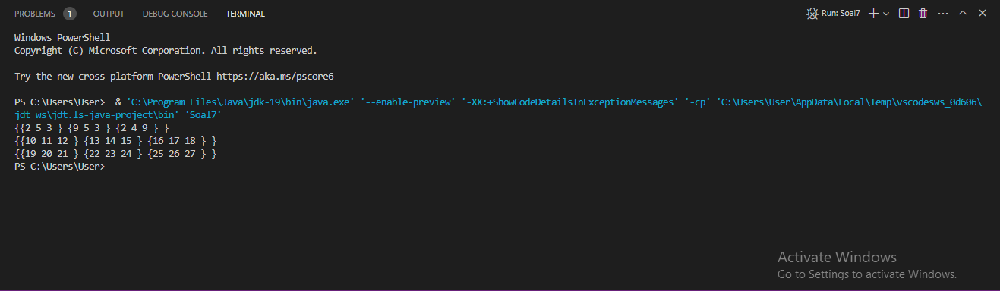 PROBLEMS 1 OUTPUT DEBUG CONSOLE TERMINAL Run: Soal7
Windows PowerShell
Copyright (C) Microsoft Corporation. All rights reserved.
Try the new cross-platform PowerShell https://aka.ms/pscore6
PS C:\Users\User>  & 'C:\Program Files\Java\jdk-19\bin\java.exe' '--enable-preview' '-XX:+ShowCodeDetailsInExceptionMessages' '-cp' 'C:\Users\User\AppData\Local\Temp\vscodesws_0d606\
jdt_ws\jdt.ls-java-project\bin' 'Soal7'
{{2 5 3 } {9 5 3 } {2 4 9 } }
{{10 11 12 } {13 14 15 } {16 17 18 } }
{{19 20 21 } {22 23 24 } {25 26 27 } }
PS C:\Users\User>
Activate Windows
Go to Settings to activate Windows.